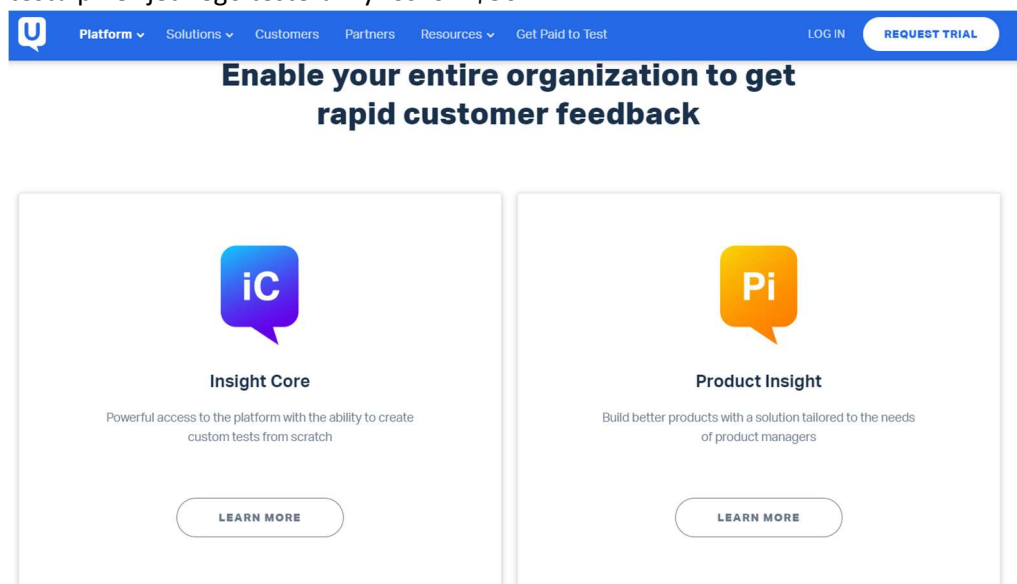 U
Platform
Solutions
Customers
Partners
Resources
Get Paid to Test
LOG IN
REQUEST TRIAL
Enable your entire organization to get
rapid customer feedback
iC
Insight Core
Powerful access to the platform with the ability to create
custom tests from scratch
LEARN MORE
Pi
Product Insight
Build better products with a solution tailored to the needs
of product managers
LEARN MORE